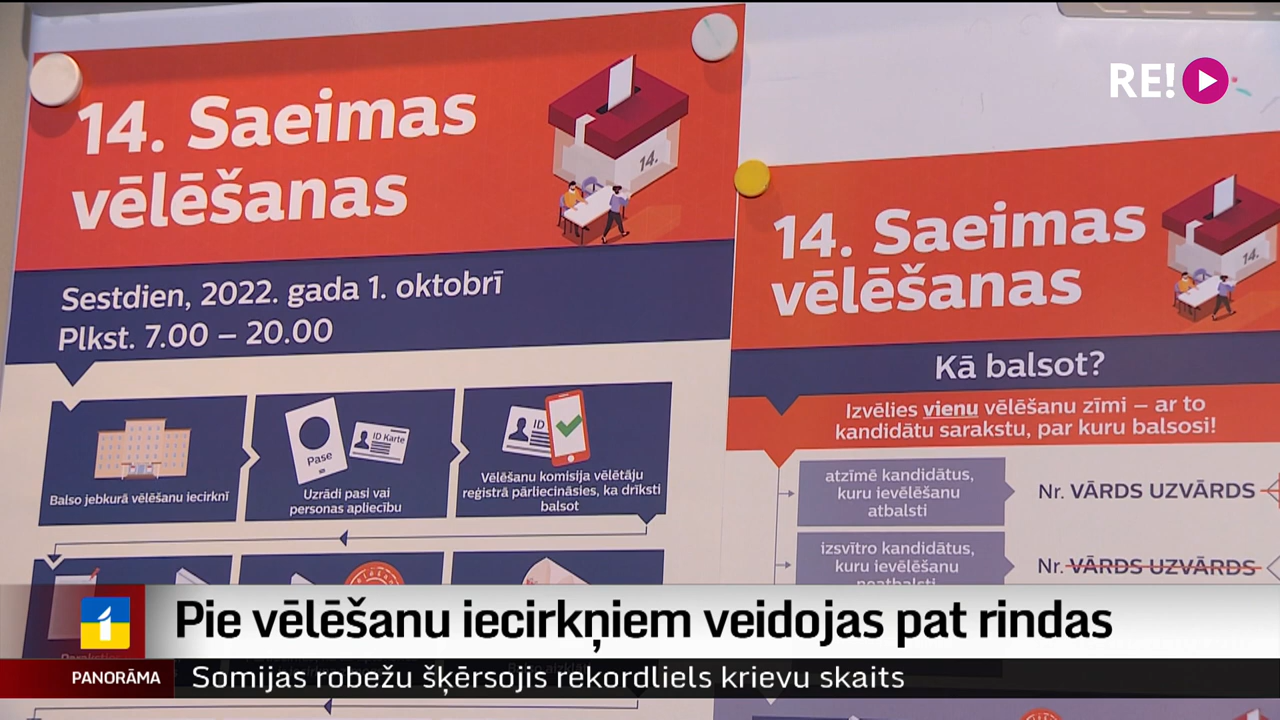 RE!
14. Saeimas
vēlēšanas
14.
Sestdien, 2022. gada 1. oktobrī
Plkst. 7.00 – 20.00
Balso jebkurā vēlēšanu iecirknī
Pase
ID Karte
Uzrādi pasi vai
personas apliecību
ID
Vēlēšanu komisija vēlētāju
reģistrā pārliecināsies, ka drīksti
balsot
14. Saeimas
vēlēšanas
14.
Kā balsot?
Izvēlies vienu vēlēšanu zīmi – ar to
kandidātu sarakstu, par kuru balsosi!
atzīmē kandidātus,
kuru ievēlēšanu
atbalsti
Nr. VĀRDS UZVĀRDS
izsvītro kandidātus,
kuru ievēlēšanu
neatbalsti
Nr. VĀRDS UZVĀRDS
1
Pie vēlēšanu iecirkņiem veidojas pat rindas
PANORĀMA
Somijas robežu šķērsojis rekordliels krievu skaits